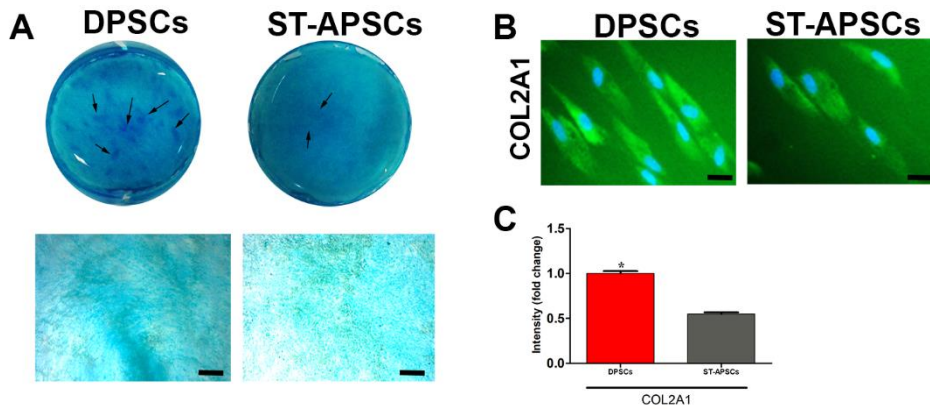 A
DPSCs
ST-APSCs
B
DPSCs
ST-APSCs
COL2A1
C
Intensity (fold change)
1.5
1.0
0.5
0.0
*
DPSCs
ST-APSCs
COL2A1